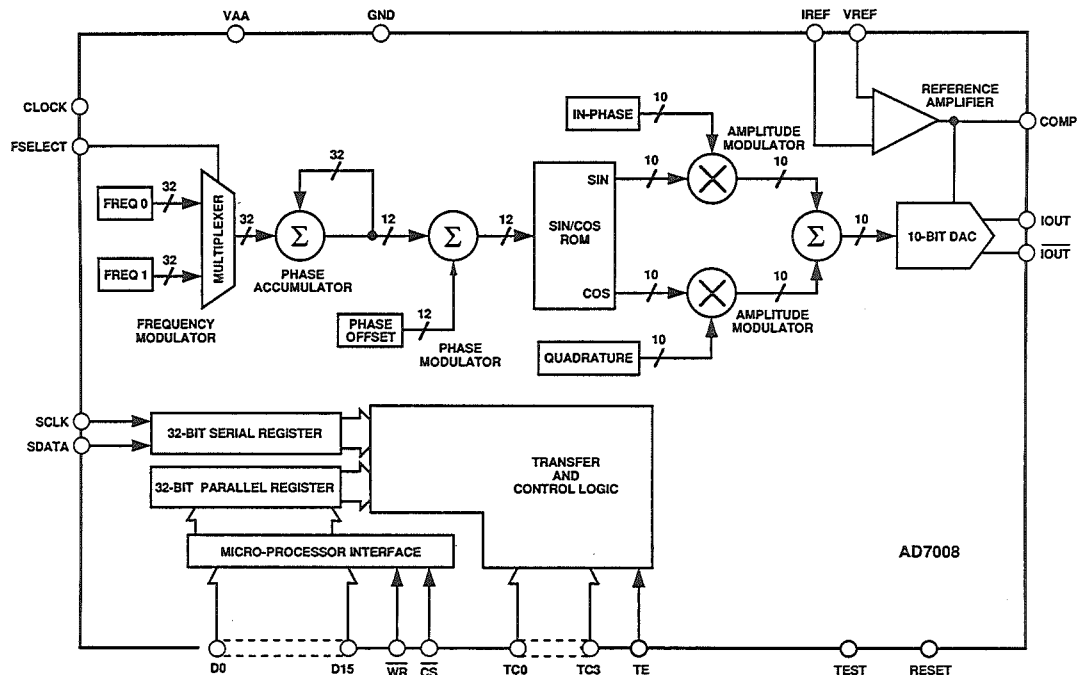 VAA
GND
IREF
VREF
CLOCK
FSELECT
REFERENCE
AMPLIFIER
COMP
IN-PHASE
10
AMPLITUDE
MODULATOR
FREQ 0
32
MULTIPLEXER
32
32
Σ
12
Σ
12
SIN/COS
ROM
SIN
10
10
COS
10
10
Σ
10
10-BIT DAC
IOUT
IOUT
FREQ 1
32
PHASE
ACCUMULATOR
FREQUENCY
MODULATOR
PHASE
OFFSET
12
PHASE
MODULATOR
AMPLITUDE
MODULATOR
QUADRATURE
10
SCLK
SDATA
32-BIT SERIAL REGISTER
32-BIT PARALLEL REGISTER
TRANSFER
AND
CONTROL LOGIC
MICRO-PROCESSOR INTERFACE
AD7008
D0
D15
WR
CS
TC0
TC3
TE
TEST
RESET